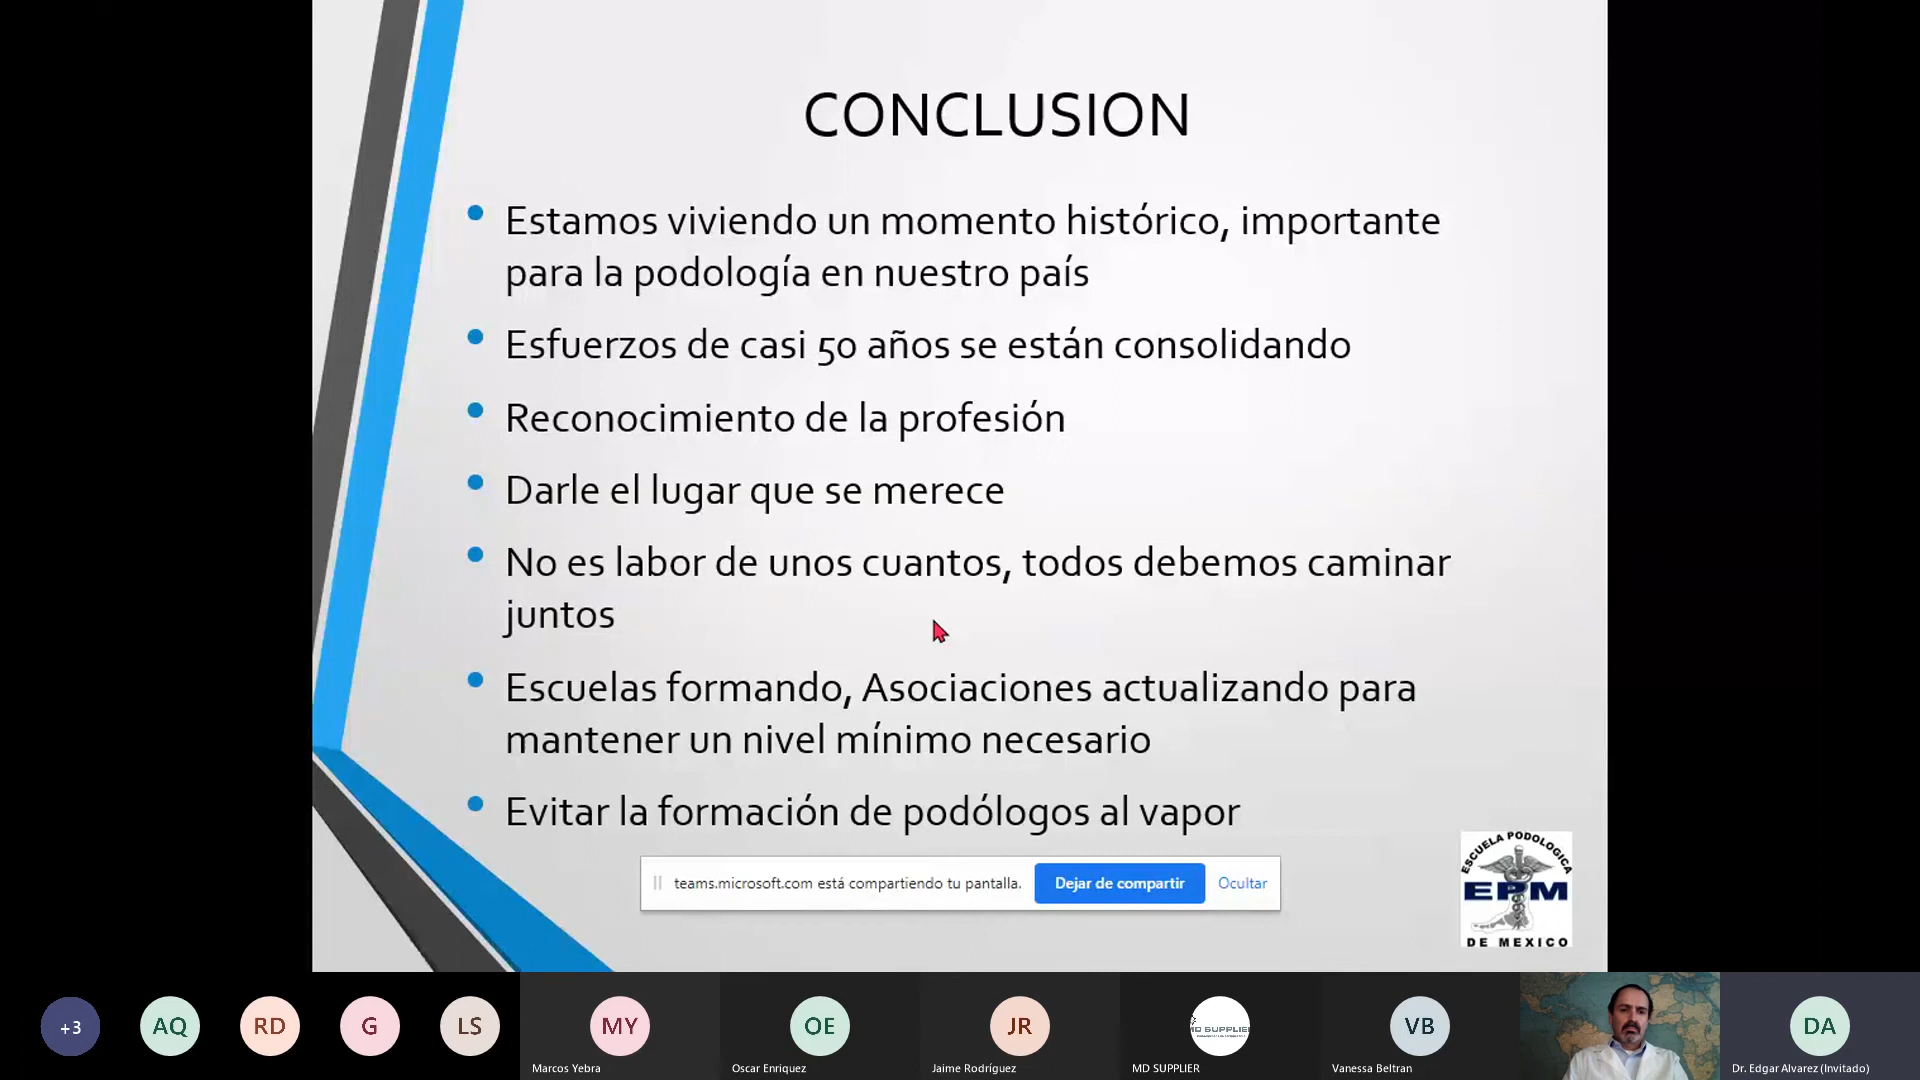 CONCLUSION
Estamos viviendo un momento histórico, importante
para la podología en nuestro país
Esfuerzos de casi 50 años se están consolidando
Reconocimiento de la profesión
Darle el lugar que se merece
No es labor de unos cuantos, todos debemos caminar
juntos
Escuelas formando, Asociaciones actualizando para
mantener un nivel mínimo necesario
Evitar la formación de podólogos al vapor
teams.microsoft.com está compartiendo tu pantalla. Dejar de compartir Ocultar
ESCUELA PODOLOGICA
EPM
DE MEXICO
+3 AQ RD G LS MY OE JR MD SUPPLIER VB DA
Marcos Yebra Oscar Enriquez Jaime Rodríguez MD SUPPLIER Vanessa Beltran Dr. Edgar Alvarez (Invitado)